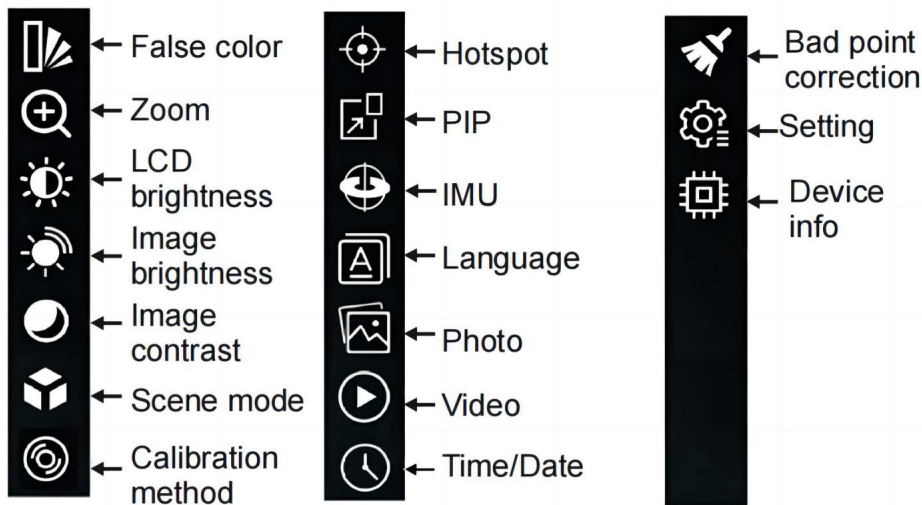 False color
Zoom
LCD
brightness
Image
brightness
Image
contrast
Scene mode
Calibration
method
Hotspot
PIP
IMU
A
Language
Photo
Video
Time/Date
Bad point
correction
Setting
Device
info